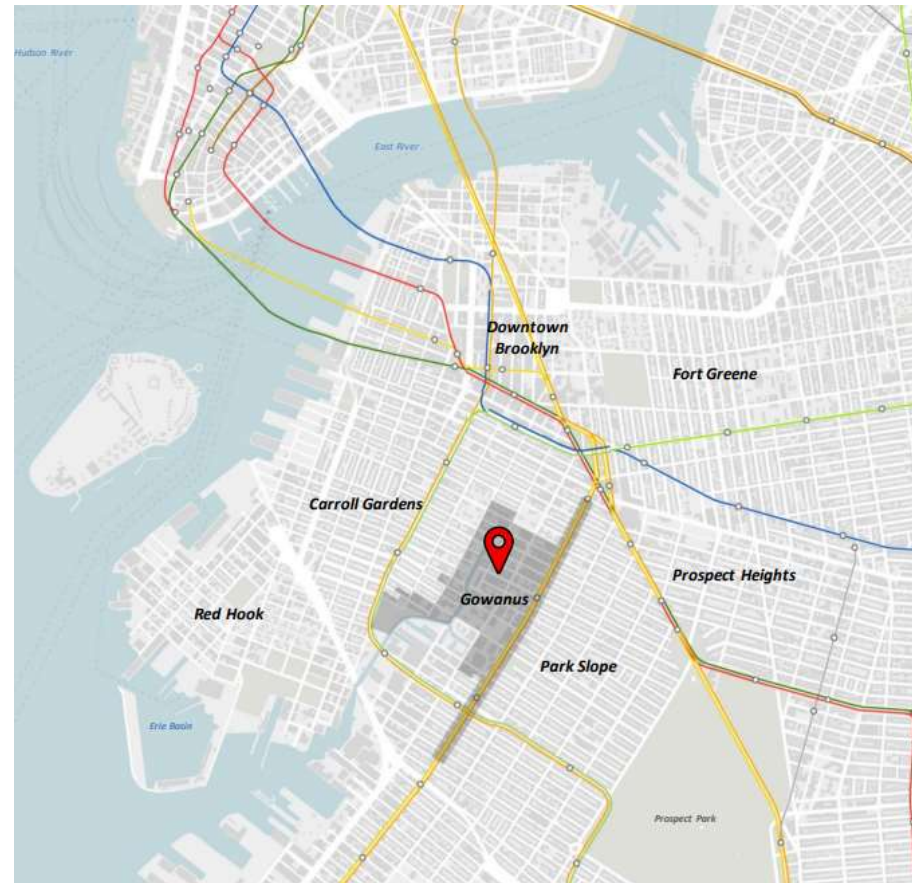 Hudson River
East River
Downtown
Brooklyn
Fort Greene
Carroll Gardens
Prospect Heights
Gowanus
Red Hook
Park Slope
Erie Basin
Prospect Park